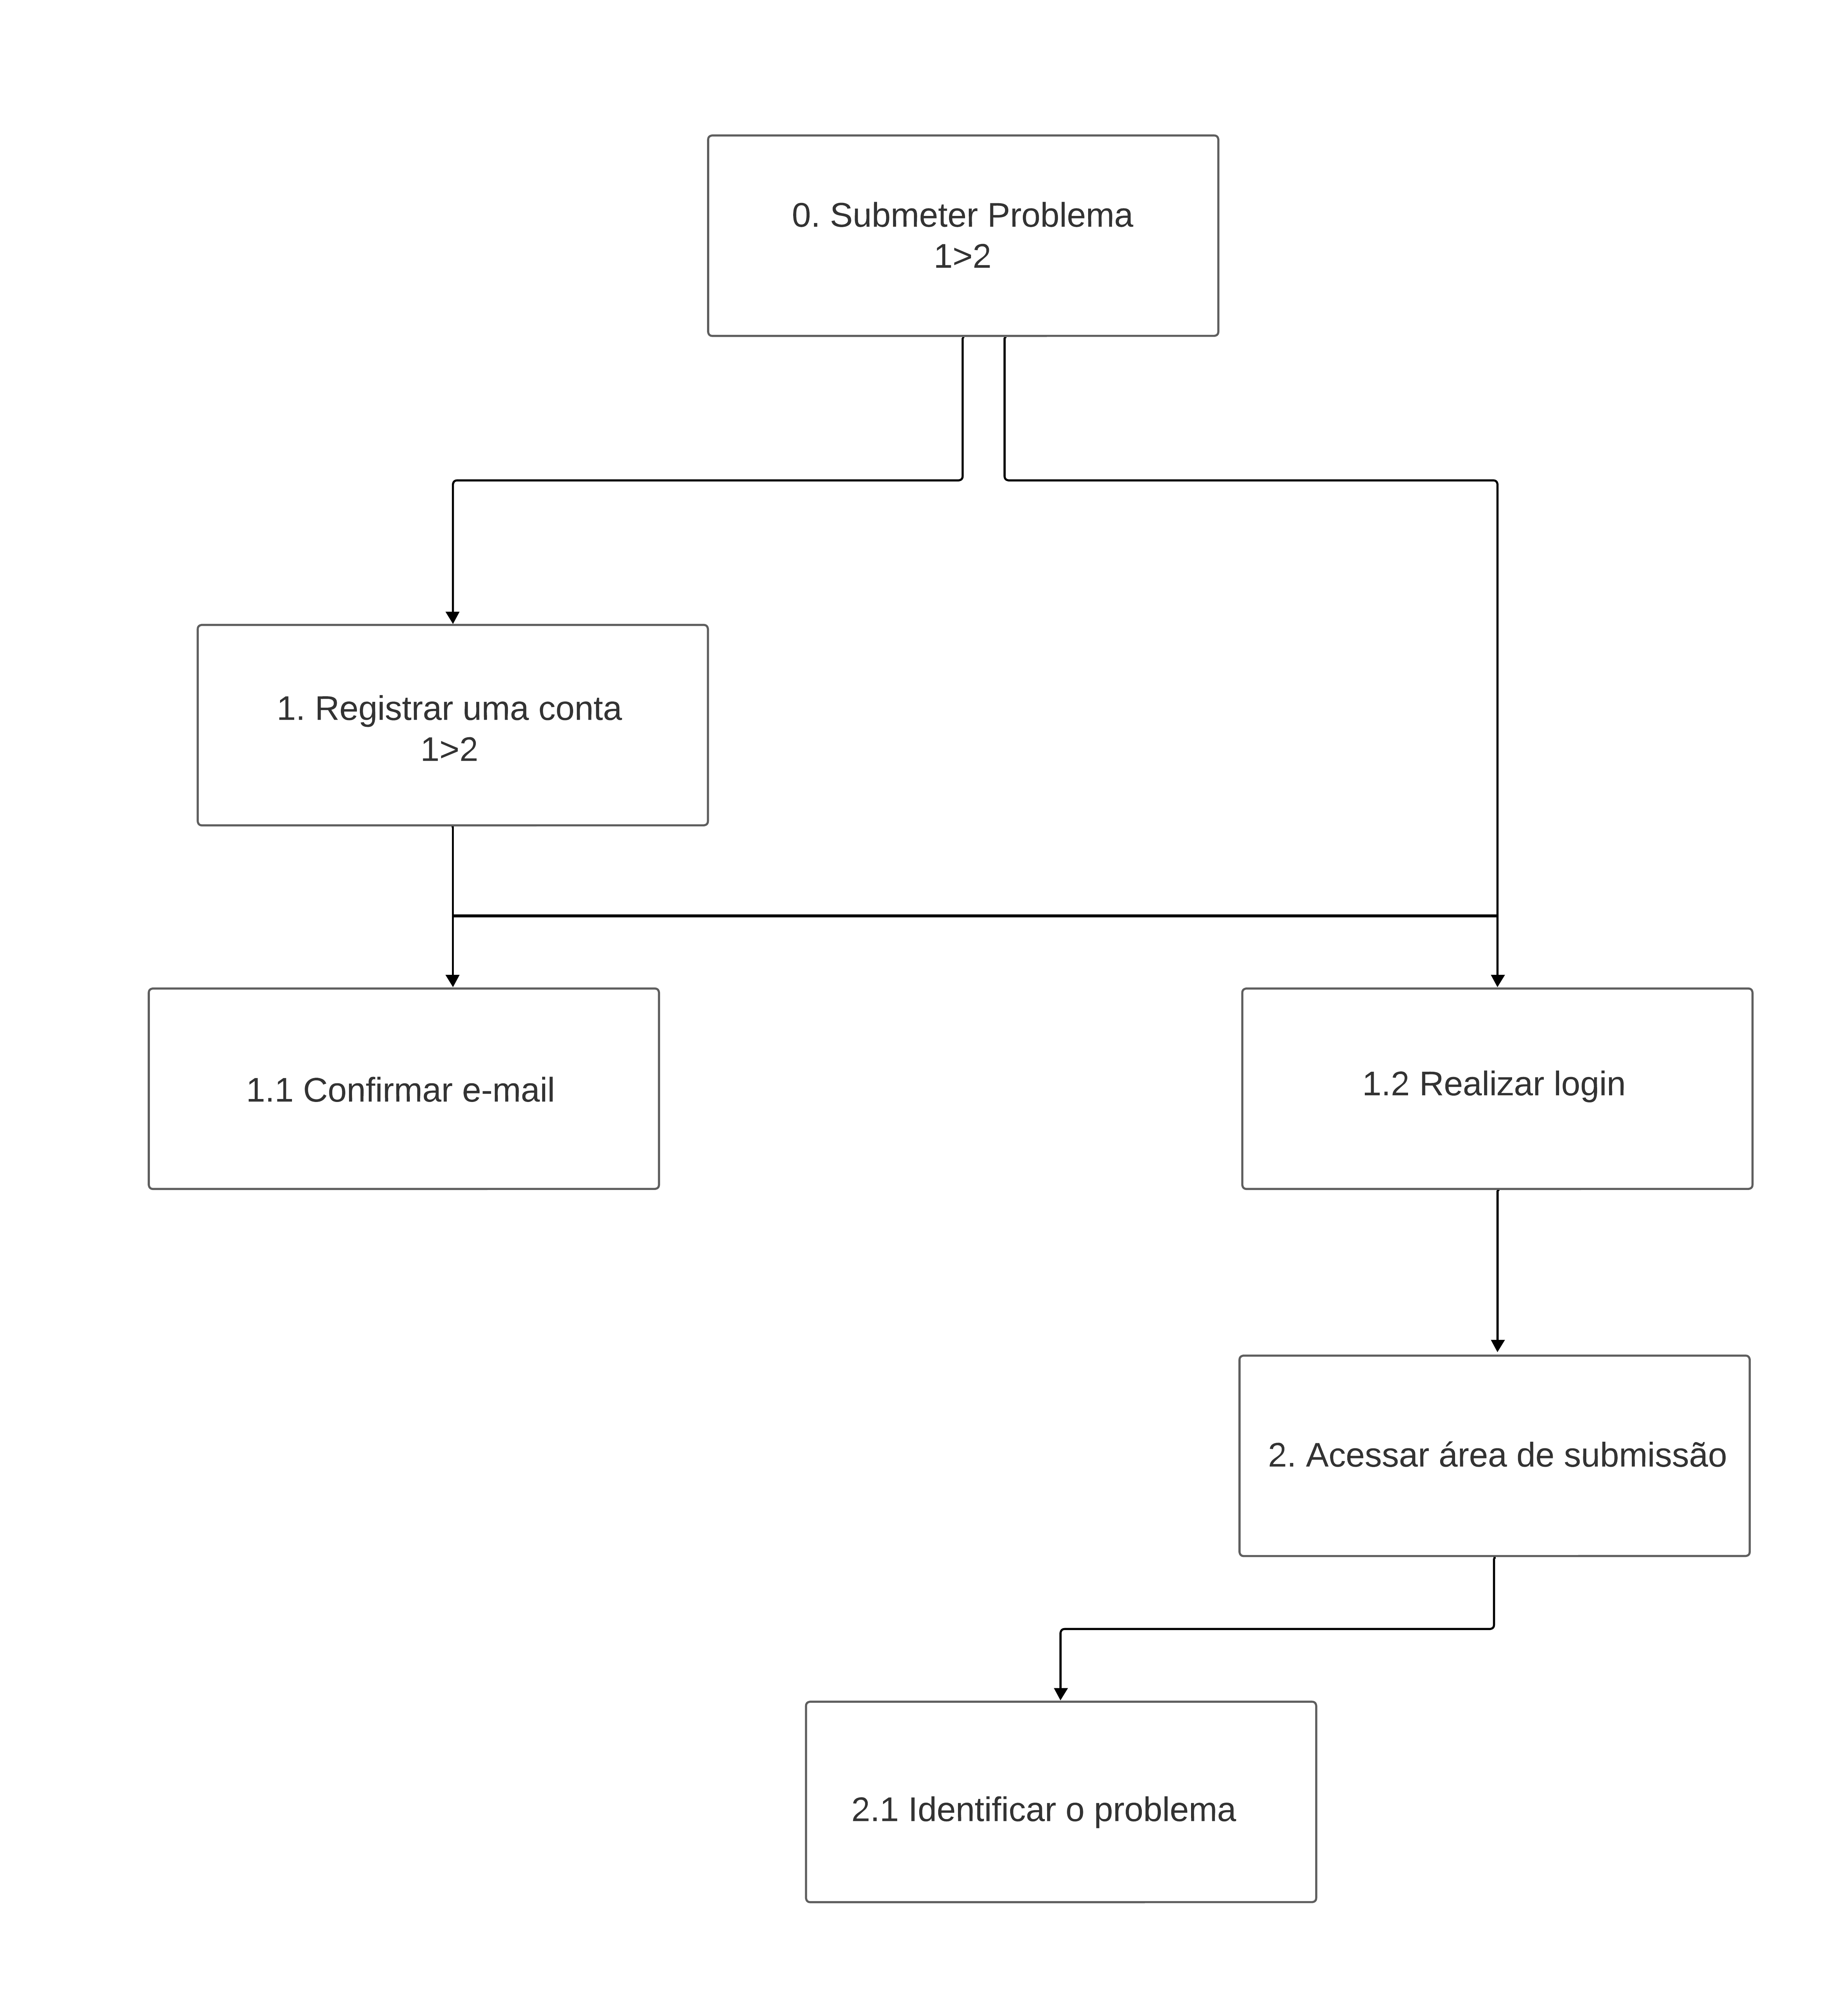 0. Submeter Problema
1>2
1. Registrar uma conta
1>2
1.1 Confirmar e-mail
1.2 Realizar login
2. Acessar área de submissão
2.1 Identificar o problema